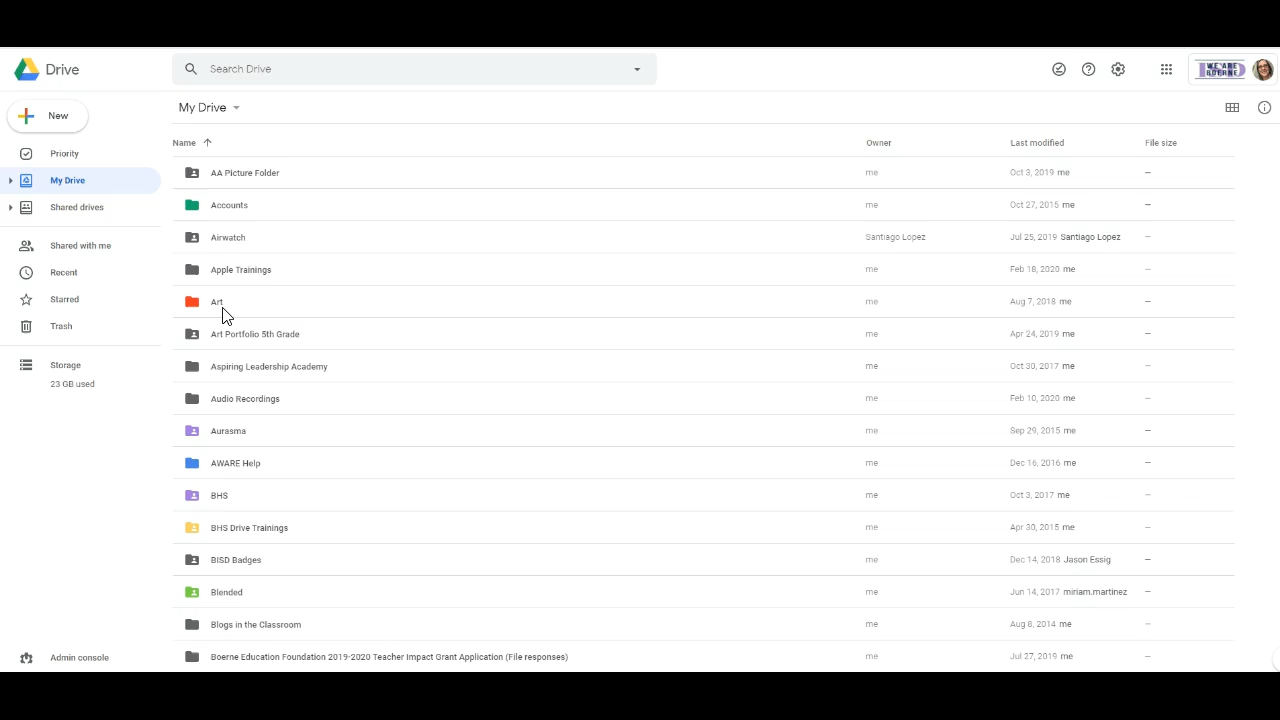 Drive
Search Drive
WE ARE
BOERNE
New
My Drive
Priority
My Drive
Shared drives
Shared with me
Recent
Starred
Trash
Storage
23 GB used
Admin console
Name Owner Last modified File size
AA Picture Folder me Oct 3, 2019 me –
Accounts me Oct 27, 2015 me –
Airwatch Santiago Lopez Jul 25, 2019 Santiago Lopez –
Apple Trainings me Feb 18, 2020 me –
Art me Aug 7, 2018 me –
Art Portfolio 5th Grade me Apr 24, 2019 me –
Aspiring Leadership Academy me Oct 30, 2017 me –
Audio Recordings me Feb 10, 2020 me –
Aurasma me Sep 29, 2015 me –
AWARE Help me Dec 16, 2016 me –
BHS me Oct 3, 2017 me –
BHS Drive Trainings me Apr 30, 2015 me –
BISD Badges me Dec 14, 2018 Jason Essig –
Blended me Jun 14, 2017 miriam.martinez –
Blogs in the Classroom me Aug 8, 2014 me –
Boerne Education Foundation 2019-2020 Teacher Impact Grant Application (File responses) me Jul 27, 2019 me –